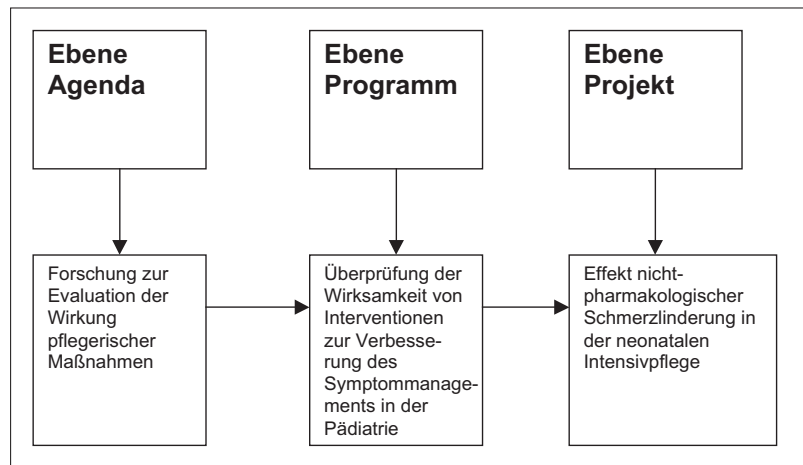 Ebene
Agenda
Ebene
Programm
Ebene
Projekt
Forschung zur
Evaluation der
Wirkung
pflegerischer
Maßnahmen
Überprüfung der
Wirksamkeit von
Interventionen
zur Verbesse-
rung des
Symptommanage-
ments in der
Pädiatrie
Effekt nicht-
pharmakologischer
Schmerzlinderung in
der neonatalen
Intensivpflege